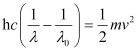 hc(1/λ − 1/λ₀) = 1/2 mv²